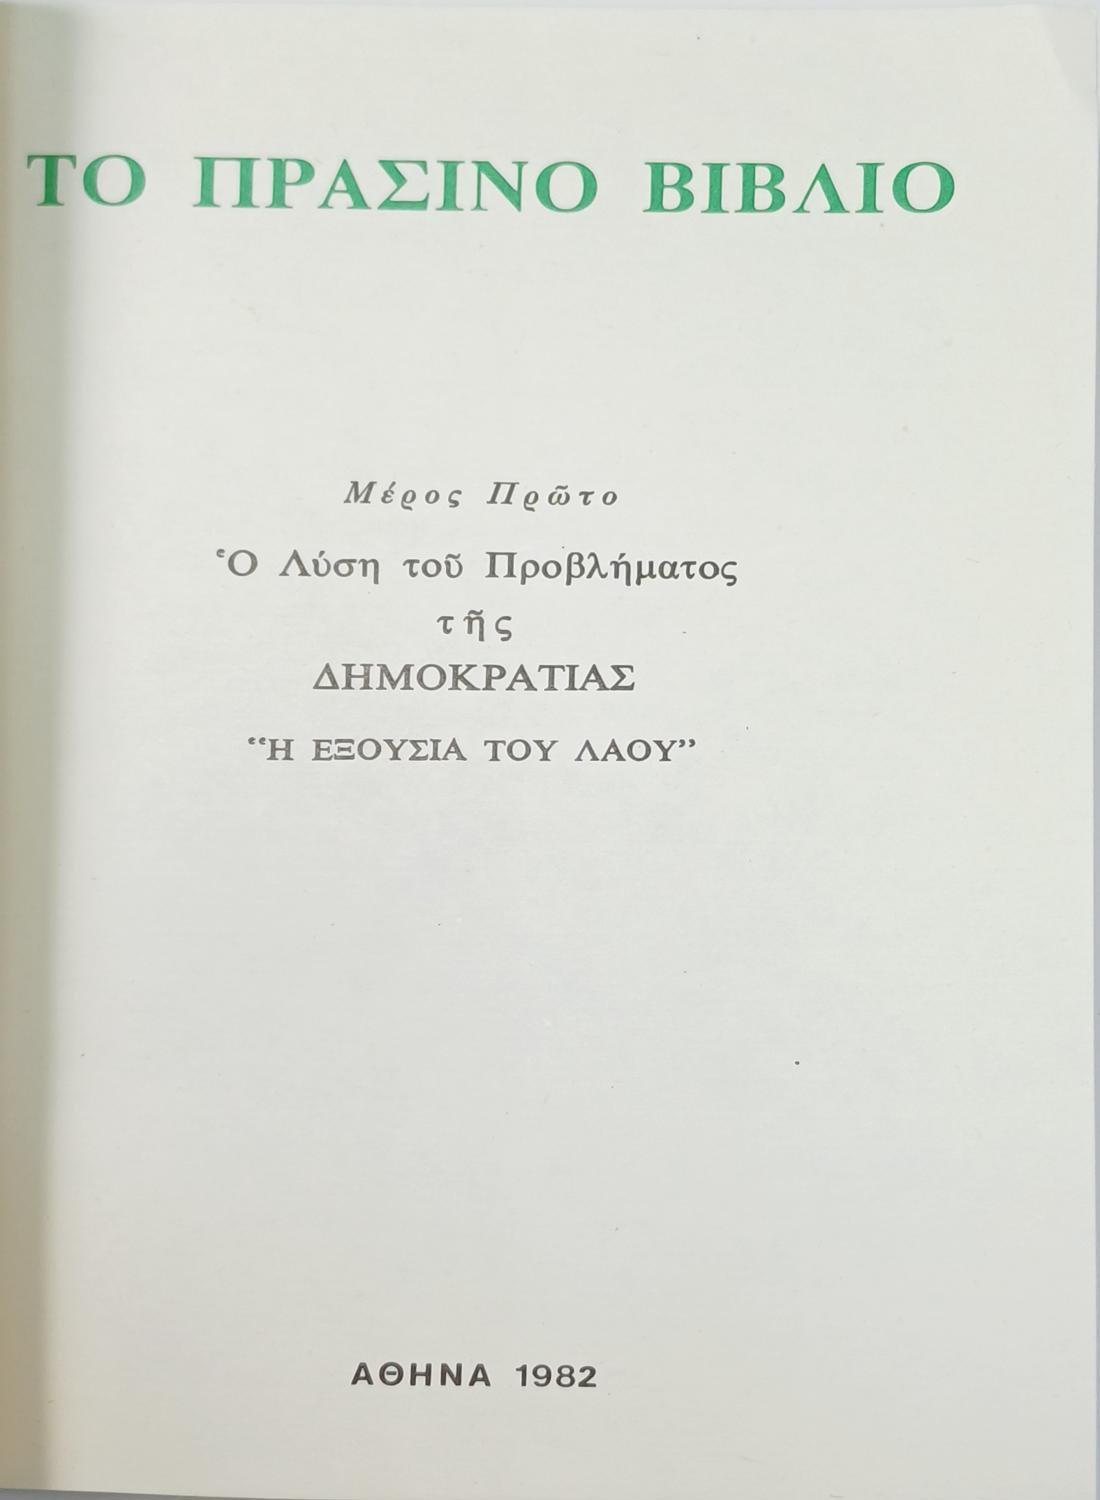 ΤΟ ΠΡΑΣΙΝΟ ΒΙΒΛΙΟ
Μέρος Πρῶτο
Ὁ Λύση τοῦ Προβλήματος
τῆς
ΔΗΜΟΚΡΑΤΙΑΣ
“Ἡ ΕΞΟΥΣΙΑ ΤΟΥ ΛΑΟΥ”
ΑΘΗΝΑ 1982